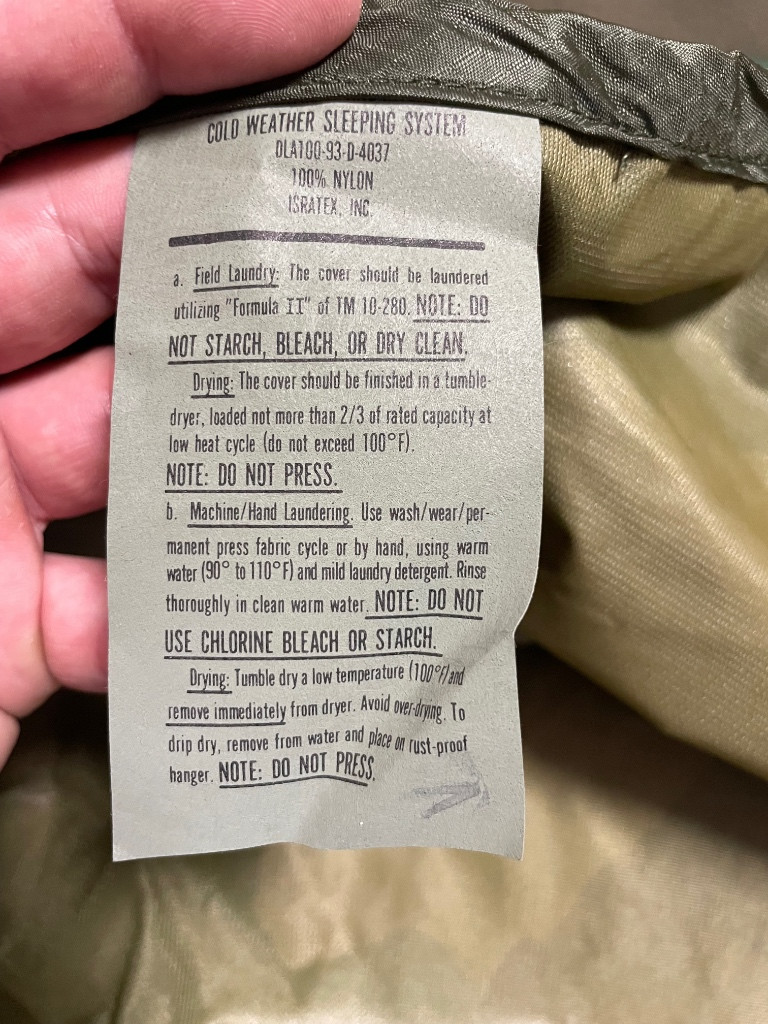 COLD WEATHER SLEEPING SYSTEM
DLA100-93-D-4037
100% NYLON
ISRATEX, INC.
a. Field Laundry: The cover should be laundered
utilizing "Formula II" of TM 10-280. NOTE: DO
NOT STARCH, BLEACH, OR DRY CLEAN.
Drying: The cover should be finished in a tumble-
dryer, loaded not more than 2/3 of rated capacity at
low heat cycle (do not exceed 100°F).
NOTE: DO NOT PRESS.
b. Machine/Hand Laundering. Use wash/wear/per-
manent press fabric cycle or by hand, using warm
water (90° to 110°F) and mild laundry detergent. Rinse
thoroughly in clean warm water. NOTE: DO NOT
USE CHLORINE BLEACH OR STARCH.
Drying: Tumble dry a low temperature (100°F) and
remove immediately from dryer. Avoid over-drying. To
drip dry, remove from water and place on rust-proof
hanger. NOTE: DO NOT PRESS.